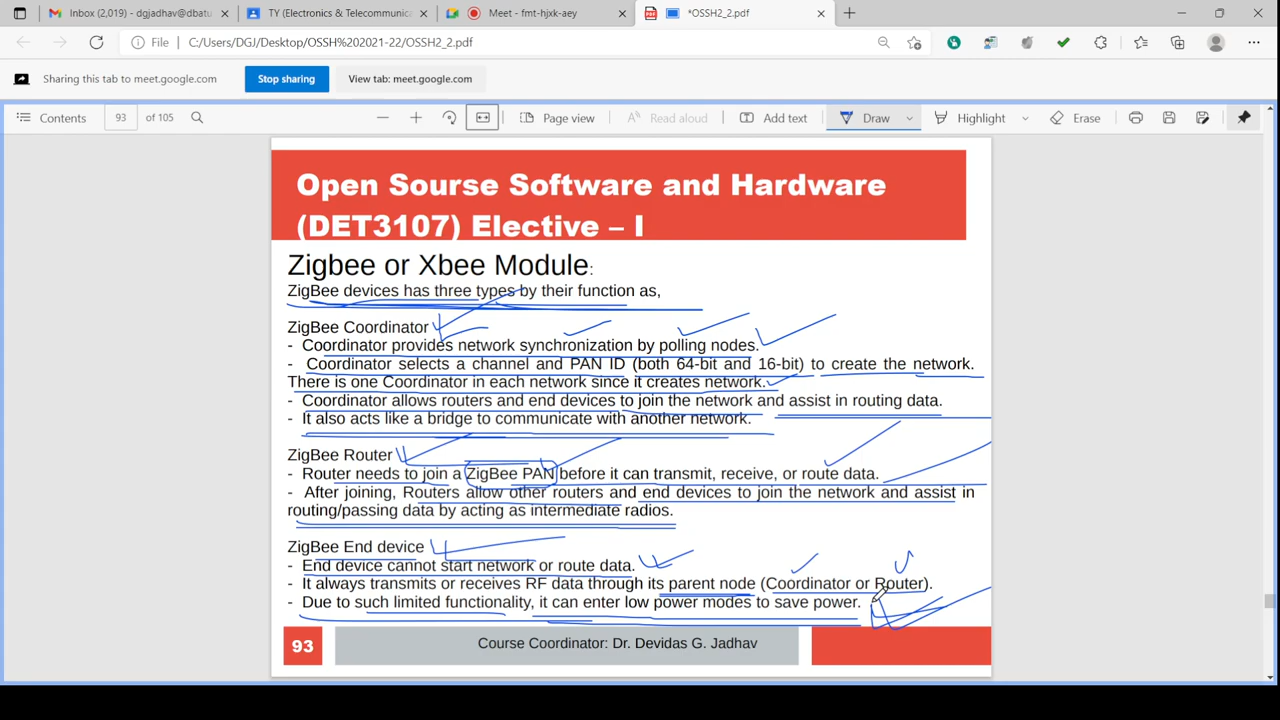 Inbox (2,019) - dgjadhav@dbatu
TY (Electronics & Telecommunica
Meet - fmt-hjxk-aey
*OSSH2_2.pdf
File
C:/Users/DGJ/Desktop/OSSH%202021-22/OSSH2_2.pdf
Sharing this tab to meet.google.com
Stop sharing
View tab: meet.google.com
Contents
93
of 105
Page view
Read aloud
Add text
Draw
Highlight
Erase
Open Sourse Software and Hardware
(DET3107) Elective – I
Zigbee or Xbee Module:
ZigBee devices has three types by their function as,
ZigBee Coordinator
- Coordinator provides network synchronization by polling nodes.
- Coordinator selects a channel and PAN ID (both 64-bit and 16-bit) to create the network.
There is one Coordinator in each network since it creates network.
- Coordinator allows routers and end devices to join the network and assist in routing data.
- It also acts like a bridge to communicate with another network.
ZigBee Router
- Router needs to join a ZigBee PAN before it can transmit, receive, or route data.
- After joining, Routers allow other routers and end devices to join the network and assist in
routing/passing data by acting as intermediate radios.
ZigBee End device
- End device cannot start network or route data.
- It always transmits or receives RF data through its parent node (Coordinator or Router).
- Due to such limited functionality, it can enter low power modes to save power.
93
Course Coordinator: Dr. Devidas G. Jadhav